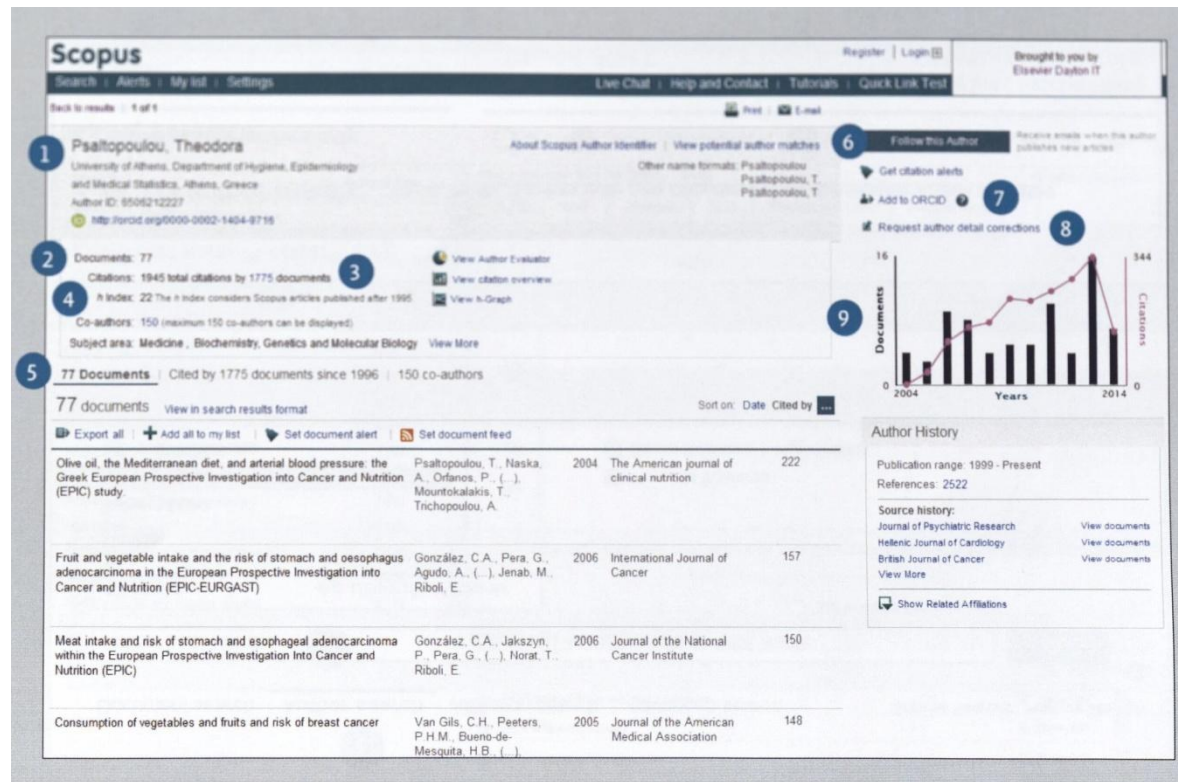 Scopus
Register | Login
Brought to you by
Elsevier Dayton IT
Search | Alerts | My list | Settings
Live Chat | Help and Contact | Tutorials | Quick Link Test
Back to results | 1 of 1
Print | E-mail
1
Psaltopoulou, Theodora
University of Athens, Department of Hygiene, Epidemiology
and Medical Statistics, Athens, Greece
Author ID: 6506212227
http://orcid.org/0000-0002-1404-8716
About Scopus Author Identifier | View potential author matches
Other name formats: Psaltopoulou
Psaltopoulou, T.
Psaltopoulou, T
6
Follow this Author
Receive emails when this author
publishes new articles
Get citation alerts
Add to ORCID
7
Request author detail corrections
8
2
Documents: 77
Citations: 1945 total citations by 1775 documents
3
4
h Index: 22 The h Index considers Scopus articles published after 1995
Co-authors: 150 (maximum 150 co-authors can be displayed)
Subject area: Medicine , Biochemistry, Genetics and Molecular Biology View More
View Author Evaluator
View citation overview
View h-Graph
9
16
344
Documents
Citations
0
0
2004
Years
2014
5
77 Documents | Cited by 1775 documents since 1996 | 150 co-authors
77 documents View in search results format
Sort on: Date Cited by ...
Export all | Add all to my list | Set document alert | Set document feed
Olive oil, the Mediterranean diet, and arterial blood pressure: the
Greek European Prospective Investigation into Cancer and Nutrition
(EPIC) study.
Psaltopoulou, T., Naska,
A., Orfanos, P., (...),
Mountokalakis, T.,
Trichopoulou, A.
2004
The American journal of
clinical nutrition
222
Fruit and vegetable intake and the risk of stomach and oesophagus
adenocarcinoma in the European Prospective Investigation into
Cancer and Nutrition (EPIC-EURGAST)
González, C.A., Pera, G.,
Agudo, A., (...), Jenab, M.,
Riboli, E.
2006
International Journal of
Cancer
157
Meat intake and risk of stomach and esophageal adenocarcinoma
within the European Prospective Investigation Into Cancer and
Nutrition (EPIC)
González, C.A., Jakszyn,
P., Pera, G., (...), Norat, T.,
Riboli, E.
2006
Journal of the National
Cancer Institute
150
Consumption of vegetables and fruits and risk of breast cancer
Van Gils, C.H., Peeters,
P.H.M., Bueno-de-
Mesquita, H.B., (...),
2005
Journal of the American
Medical Association
148
Author History
Publication range: 1999 - Present
References: 2522
Source history:
Journal of Psychiatric Research View documents
Hellenic Journal of Cardiology View documents
British Journal of Cancer View documents
View More
Show Related Affiliations